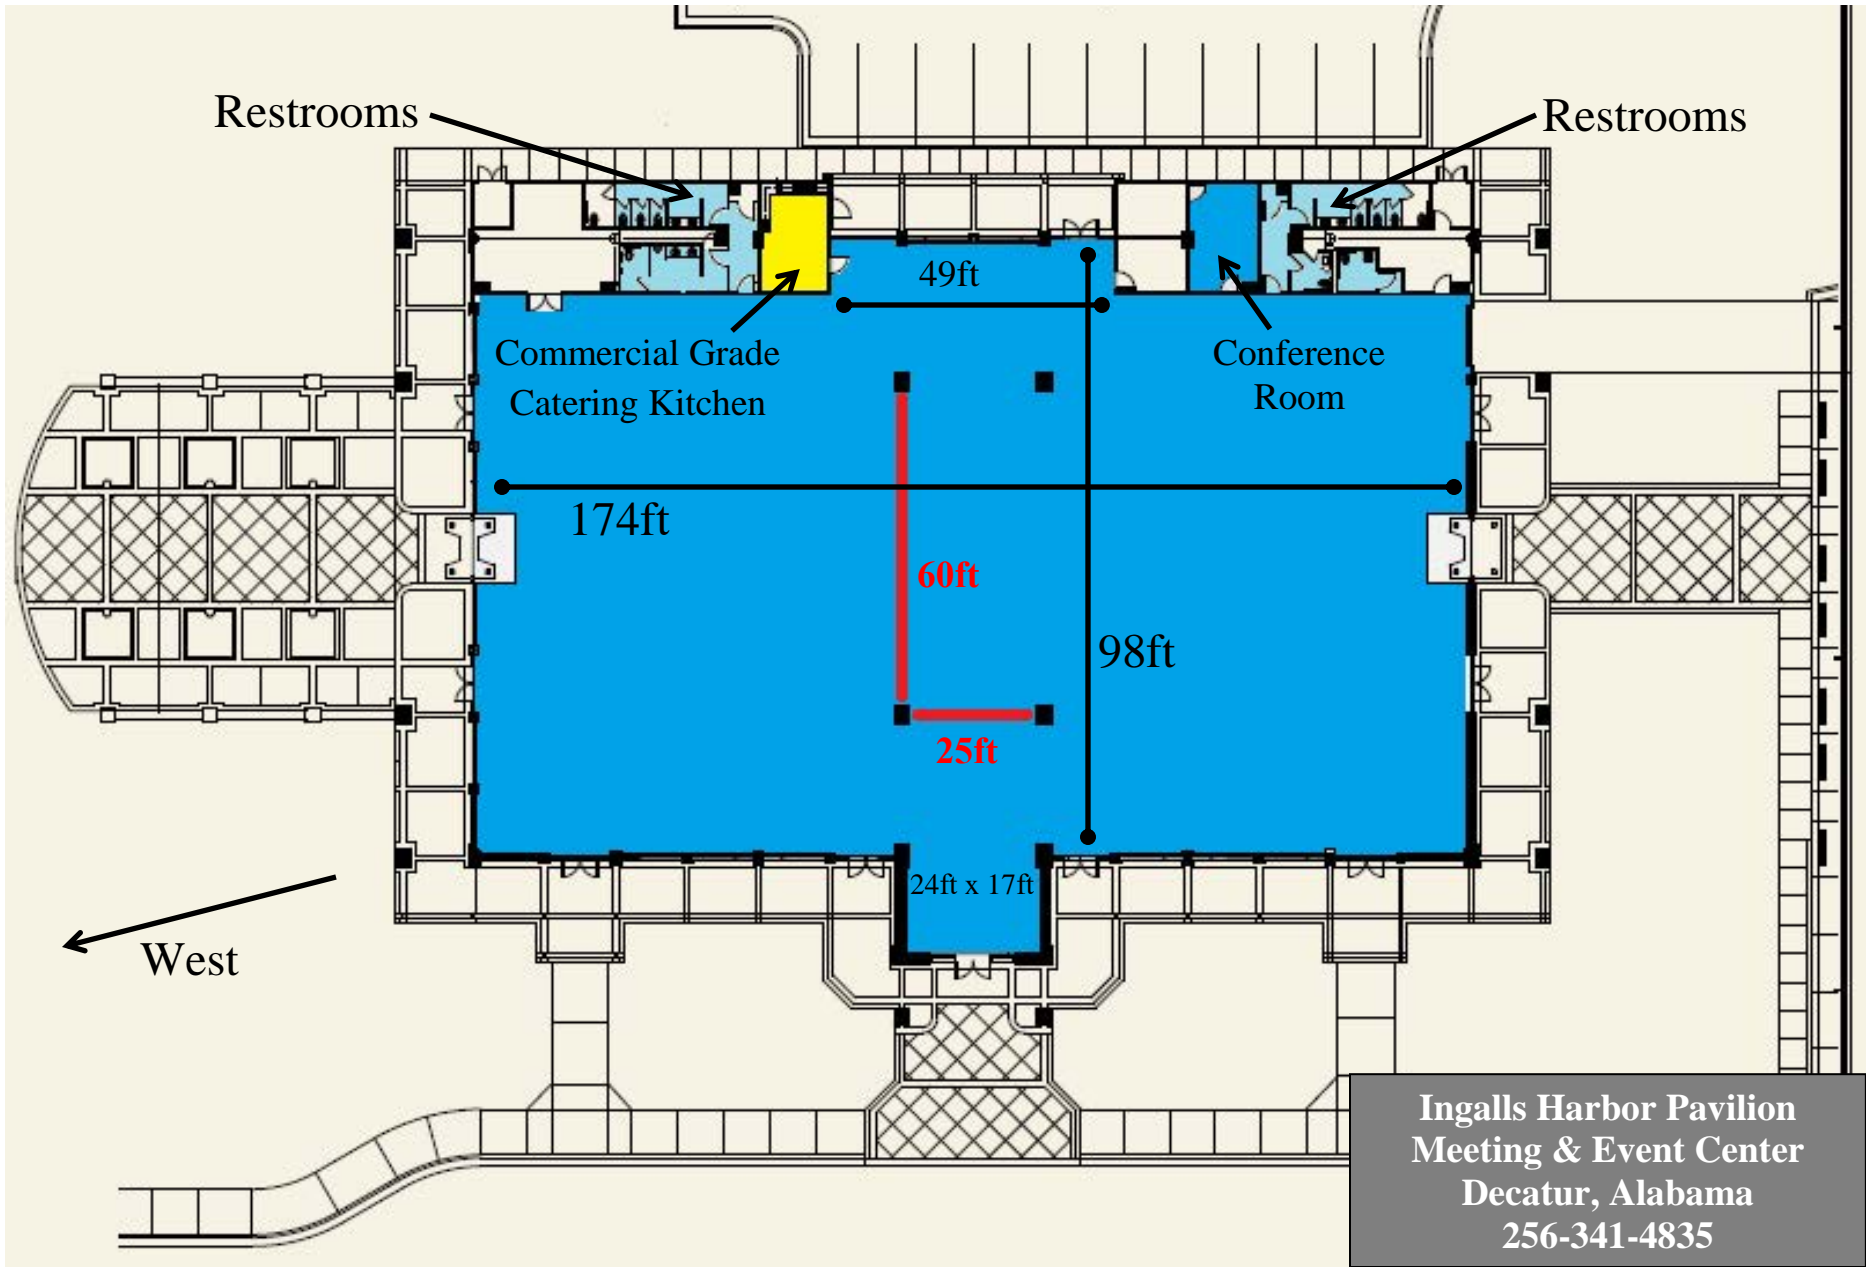 Restrooms
Restrooms
49ft
Commercial Grade
Catering Kitchen
Conference
Room
174ft
60ft
98ft
25ft
24ft x 17ft
West
Ingalls Harbor Pavilion
Meeting & Event Center
Decatur, Alabama
256-341-4835